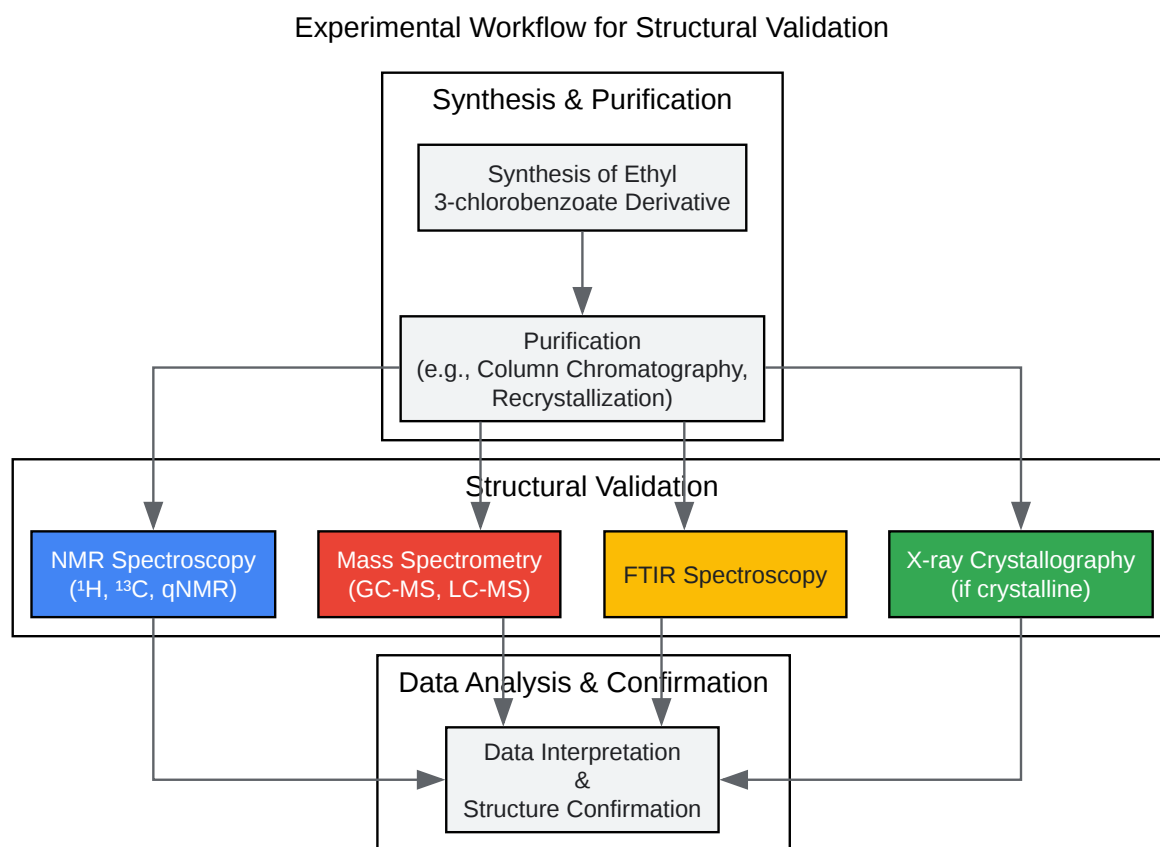 Experimental Workflow for Structural Validation
Synthesis & Purification
Synthesis of Ethyl
3-chlorobenzoate Derivative
Purification
(e.g., Column Chromatography,
Recrystallization)
Structural Validation
NMR Spectroscopy
(¹H, ¹³C, qNMR)
Mass Spectrometry
(GC-MS, LC-MS)
FTIR Spectroscopy
X-ray Crystallography
(if crystalline)
Data Analysis & Confirmation
Data Interpretation
&
Structure Confirmation